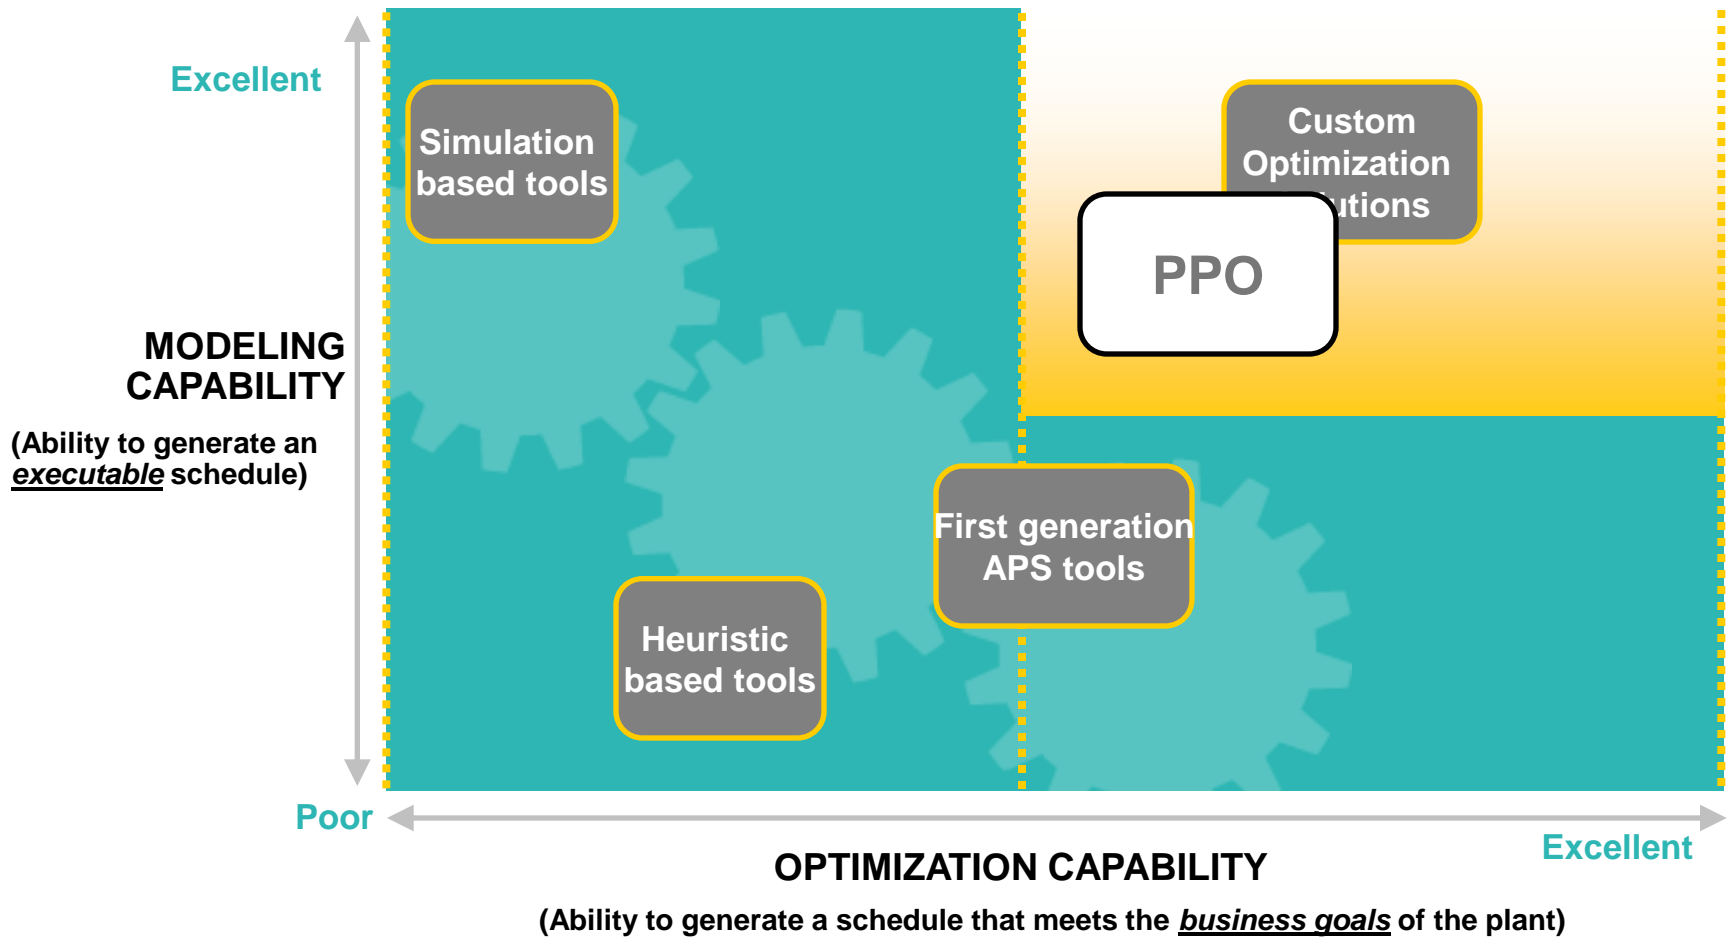 Excellent
Simulation
based tools
Custom
Optimization
utions
PPO
MODELING
CAPABILITY
(Ability to generate an
executable schedule)
First generation
APS tools
Heuristic
based tools
Poor
Excellent
OPTIMIZATION CAPABILITY
(Ability to generate a schedule that meets the business goals of the plant)